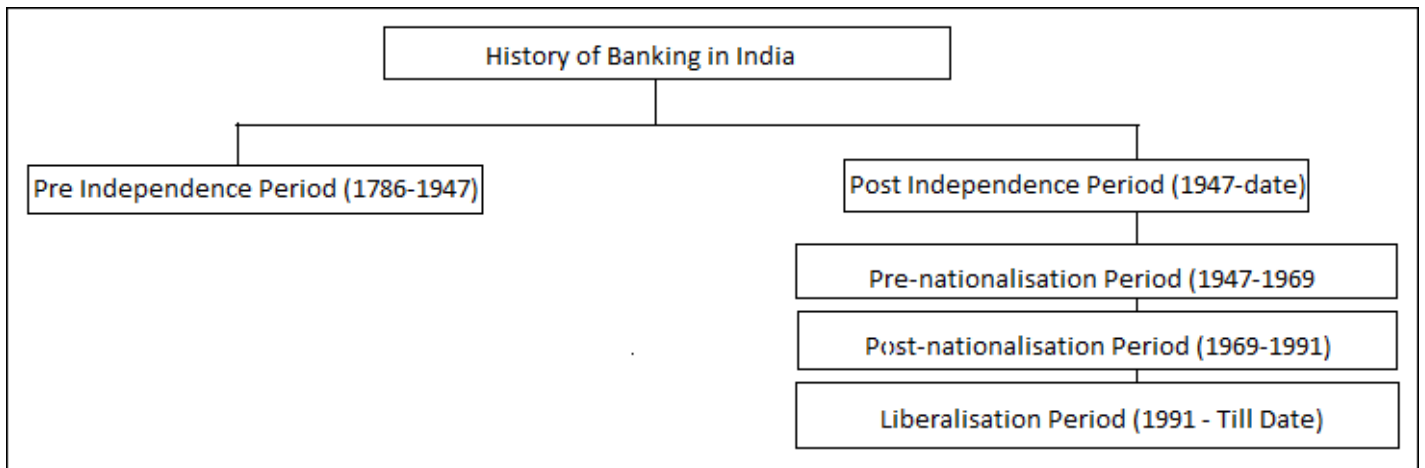 History of Banking in India
Pre Independence Period (1786-1947)
Post Independence Period (1947-date)
Pre-nationalisation Period (1947-1969
Post-nationalisation Period (1969-1991)
Liberalisation Period (1991 - Till Date)